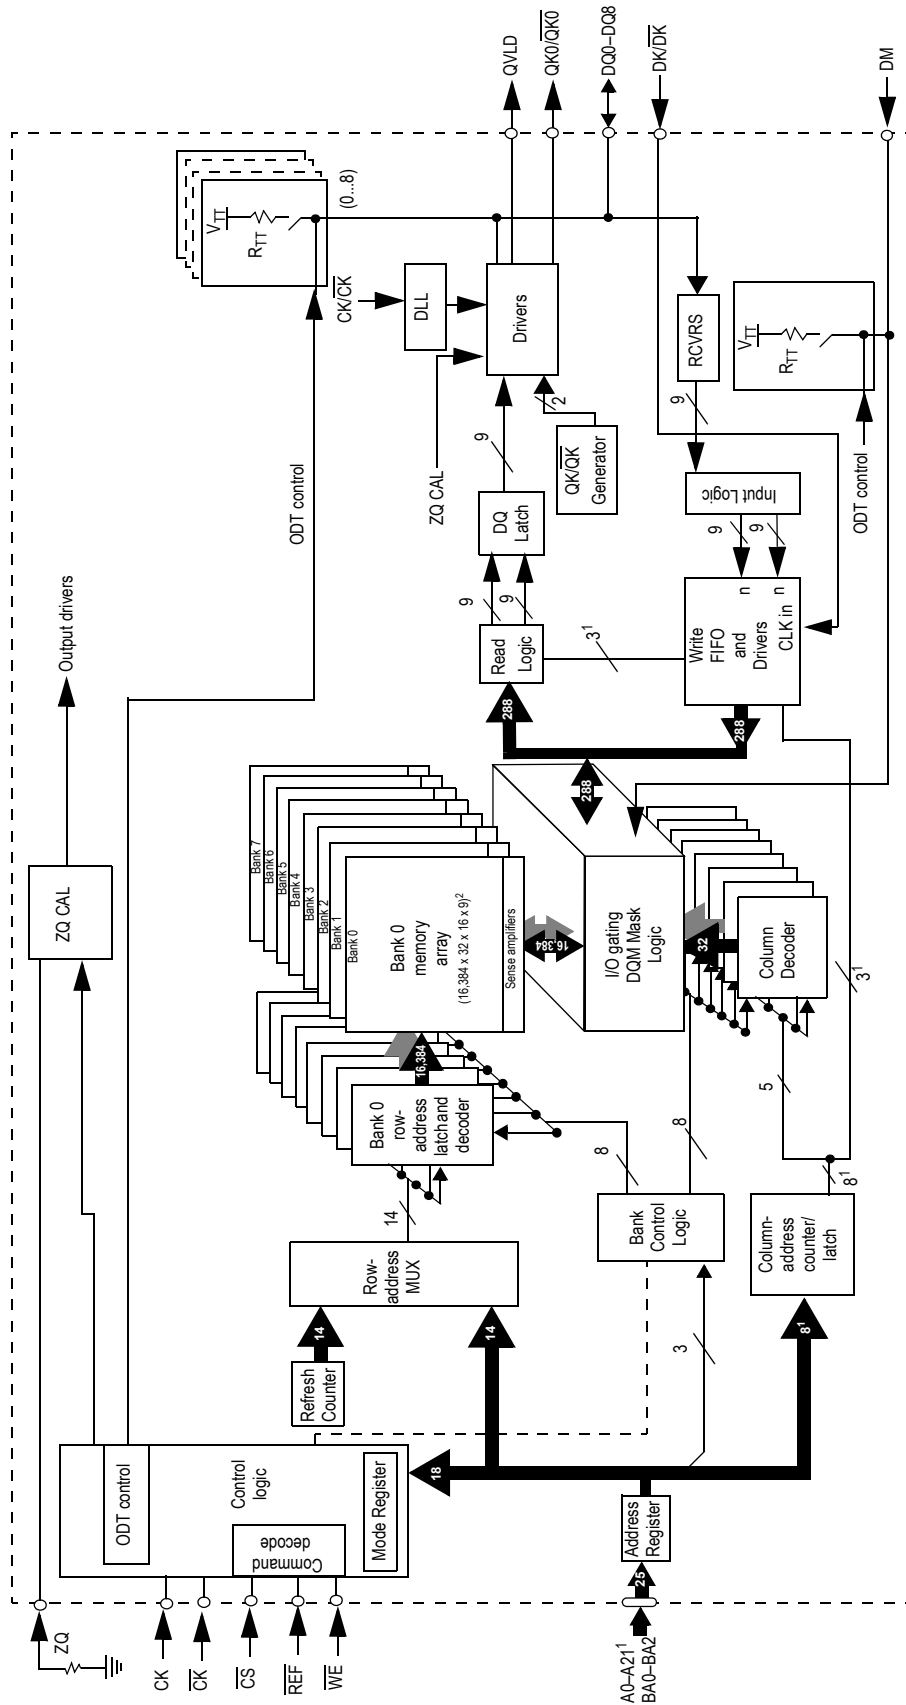 ZQ
CK
CK
CS
REF
WE
A0–A21¹
BA0–BA2
25
Address
Register
ODT control
Control
logic
Command
decode
Mode Register
18
14
3
8¹
Refresh
Counter
14
Row-
address
MUX
14
Bank
Control
Logic
8
8
Column-
address
counter/
latch
8¹
5
3¹
ZQ CAL
Output drivers
Bank 7
Bank 6
Bank 5
Bank 4
Bank 3
Bank 2
Bank 1
Bank 0
Bank 0
memory
array
(16,384 x 32 x 16 x 9)²
Sense amplifiers
16,384
Bank 0
row-
address
latchand
decoder
16,384
I/O gating
DQM Mask
Logic
32
Column
Decoder
288
288
288
Read
Logic
9
9
3¹
DQ
Latch
9
ZQ CAL
QK/QK
Generator
2
CK/CK
DLL
Drivers
ODT control
VTT
RTT
(0...8)
Write
FIFO
and
Drivers
CLK in
n
n
9
9
Input Logic
9
RCVRS
VTT
RTT
ODT control
QVLD
QK0/QK0
DQ0–DQ8
DK/DK
DM